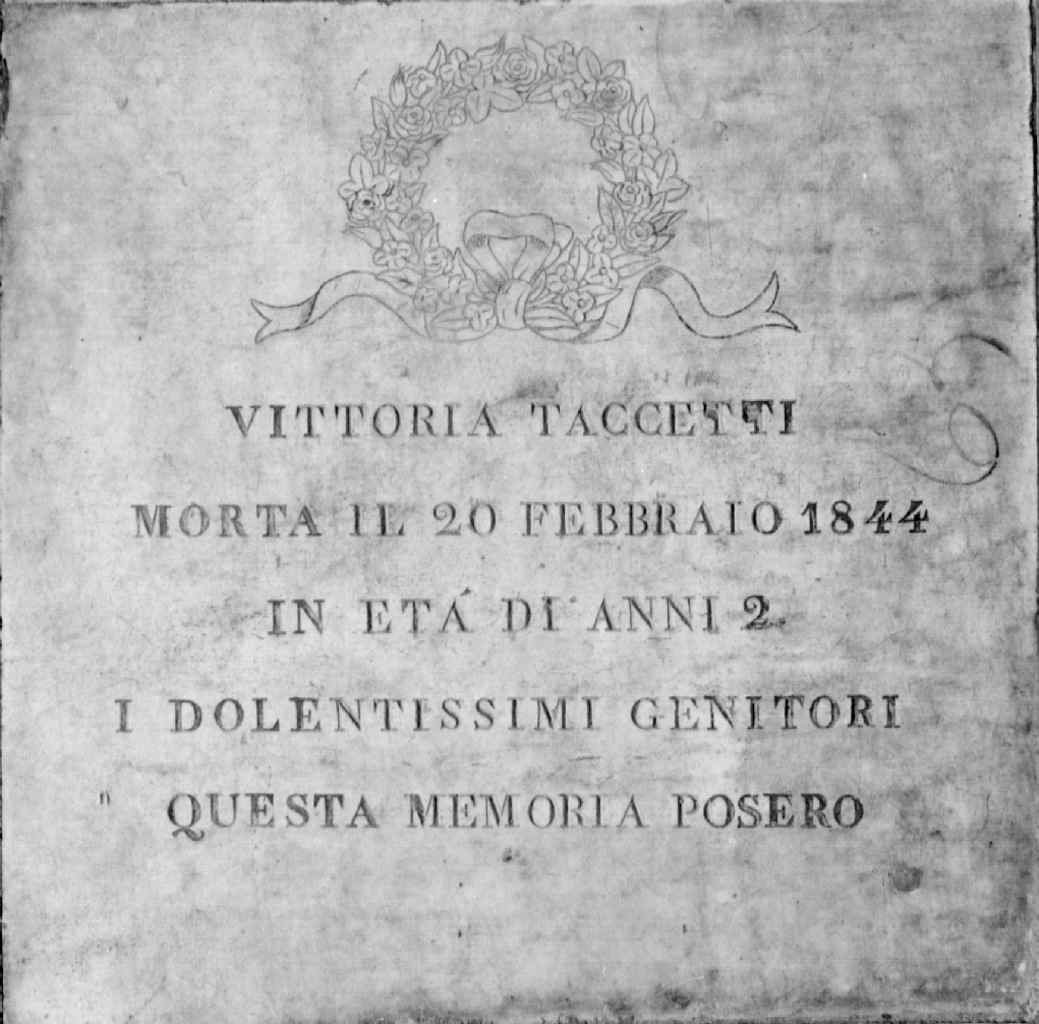 VITTORIA TACCETTI
MORTA IL 20 FEBBRAIO 1844
IN ETÁ DI ANNI 2.
I DOLENTISSIMI GENITORI
QUESTA MEMORIA POSERO